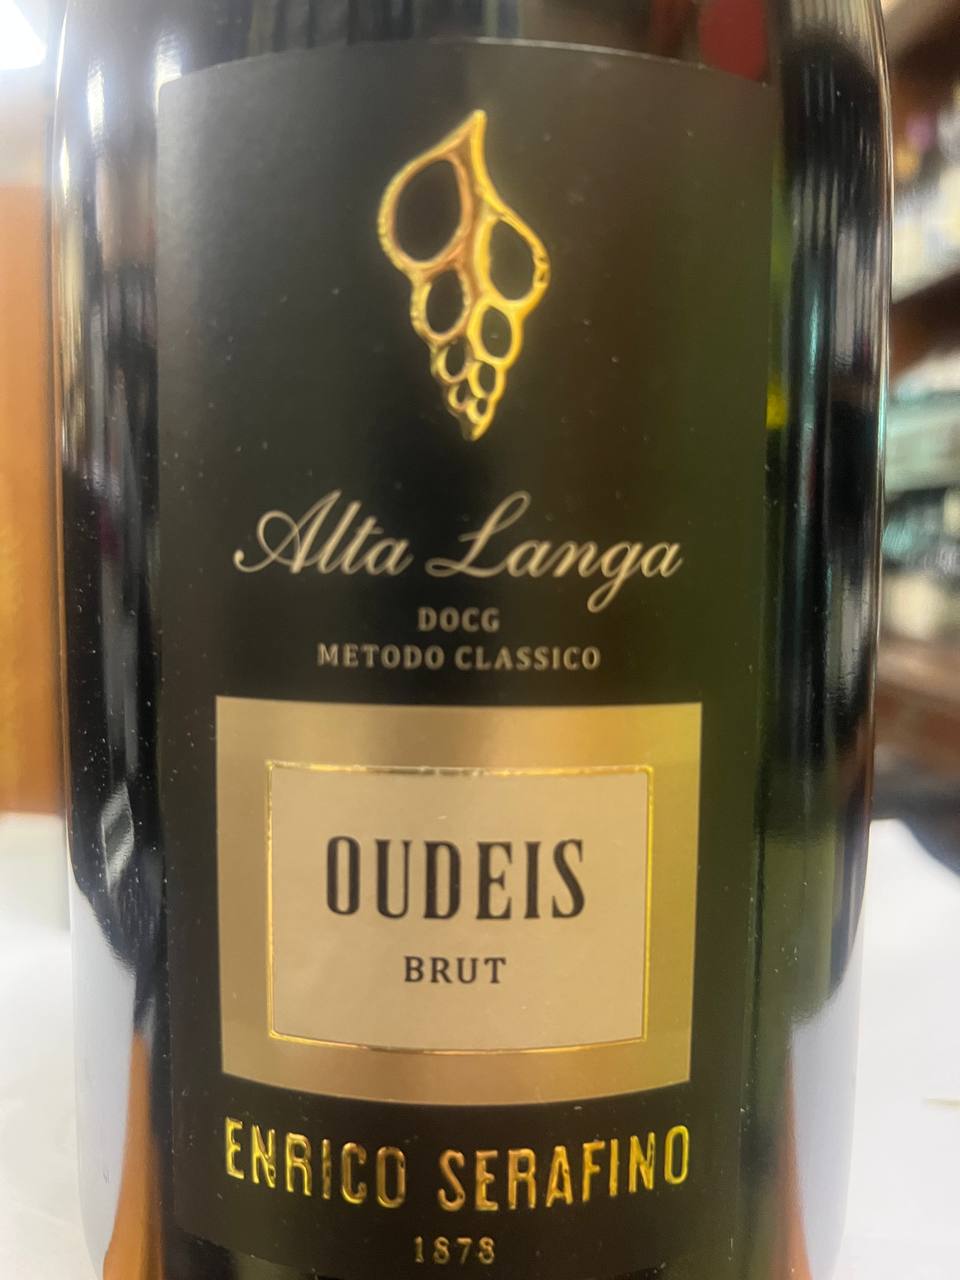 Alta Langa
DOCG
METODO CLASSICO
OUDEIS
BRUT
ENRICO SERAFINO
1878